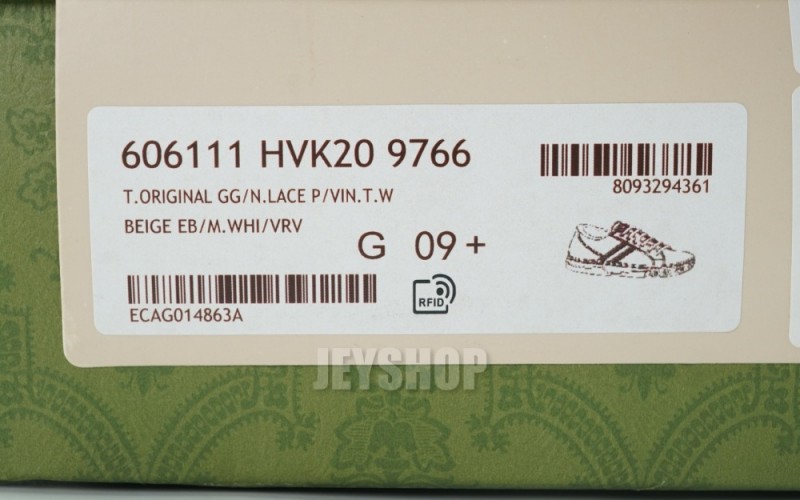 606111 HVK20 9766
8093294361
T.ORIGINAL GG/N.LACE P/VIN.T.W
BEIGE EB/M.WHI/VRV
G 09+
RFID
ECAG014863A
JEYSHOP